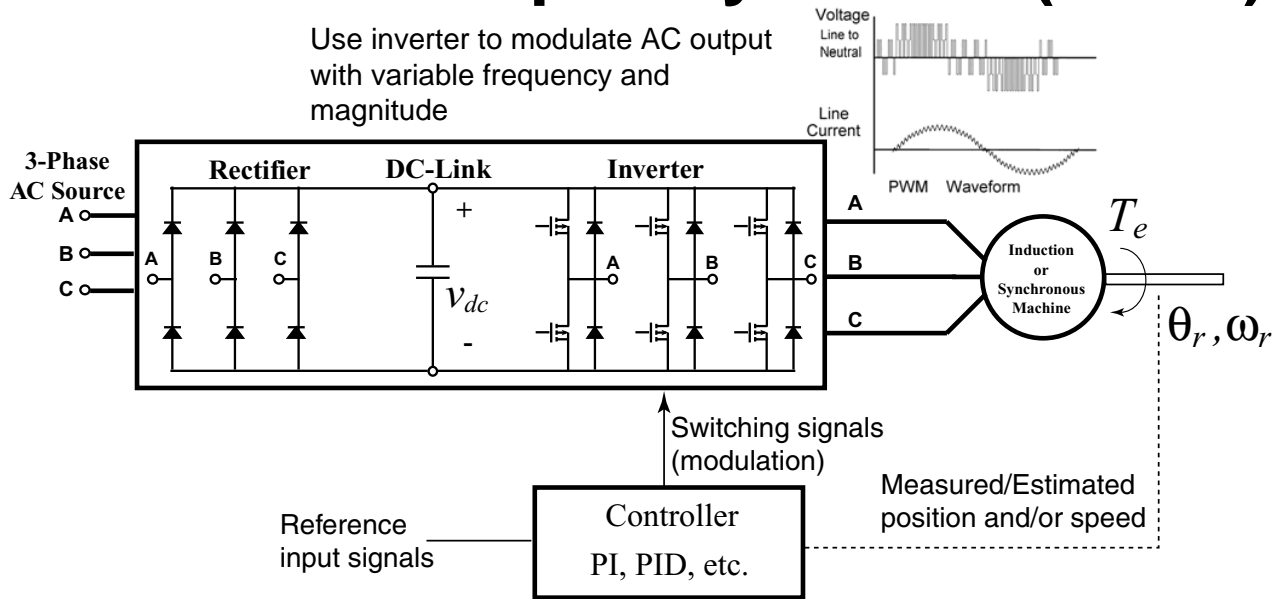 Use inverter to modulate AC output
with variable frequency and
magnitude
Voltage
Line to
Neutral
Line
Current
PWM Waveform
3-Phase
AC Source
A
B
C
Rectifier
DC-Link
Inverter
A
B
C
+
v_dc
-
A
B
C
A
B
C
Induction
or
Synchronous
Machine
T_e
θ_r, ω_r
Switching signals
(modulation)
Reference
input signals
Controller
PI, PID, etc.
Measured/Estimated
position and/or speed